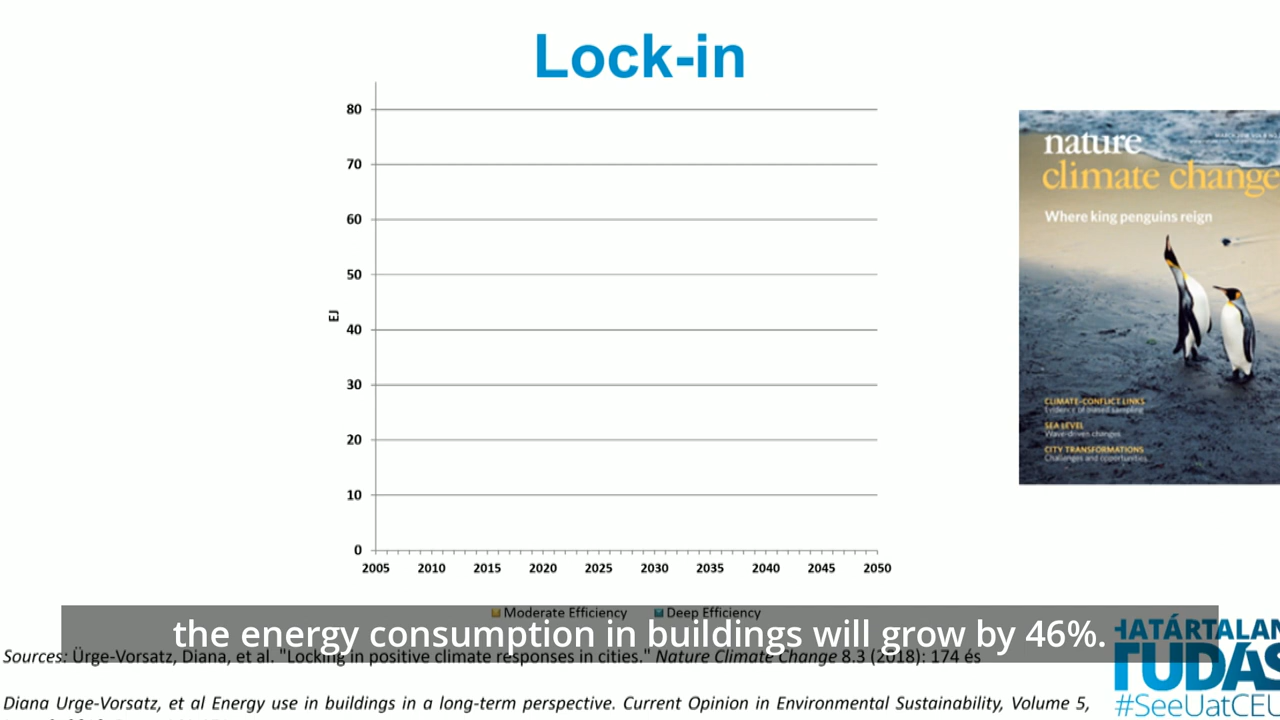 Lock-in
80
70
60
50
40
30
20
10
0
EJ
2005 2010 2015 2020 2025 2030 2035 2040 2045 2050
Moderate Efficiency Deep Efficiency
nature
climate change
Where king penguins reign
CLIMATE-CONFLICT LINKS
Evidence of biased sampling
SEA LEVEL
Wave-driven changes
CITY TRANSFORMATIONS
Challenges and opportunities
the energy consumption in buildings will grow by 46%.
Sources: Ürge-Vorsatz, Diana, et al. "Locking in positive climate responses in cities." Nature Climate Change 8.3 (2018): 174 és
Diana Urge-Vorsatz, et al Energy use in buildings in a long-term perspective. Current Opinion in Environmental Sustainability, Volume 5,
HATÁRTALAN
TUDÁS
#SeeUatCEU